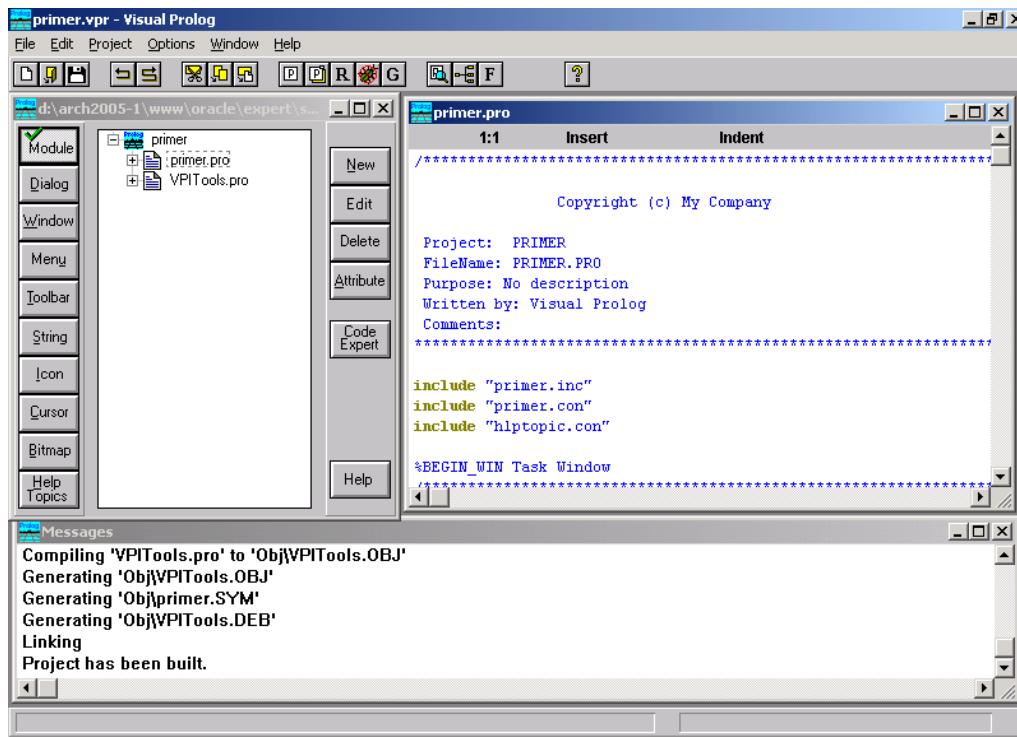 primer.vpr - Visual Prolog
File Edit Project Options Window Help
P P R G F ?
d:\arch2005-1\www\oracle\expert\s...
Module
Dialog
Window
Menu
Toolbar
String
Icon
Cursor
Bitmap
Help
Topics
primer
primer.pro
VPITools.pro
New
Edit
Delete
Attribute
Code
Expert
Help
primer.pro
1:1 Insert Indent
/****************************************************************
Copyright (c) My Company
Project: PRIMER
FileName: PRIMER.PRO
Purpose: No description
Written by: Visual Prolog
Comments:
*****************************************************************
include "primer.inc"
include "primer.con"
include "hlptopic.con"
%BEGIN_WIN Task Window
/****************************************************************
Messages
Compiling 'VPITools.pro' to 'Obj\VPITools.OBJ'
Generating 'Obj\VPITools.OBJ'
Generating 'Obj\primer.SYM'
Generating 'Obj\VPITools.DEB'
Linking
Project has been built.